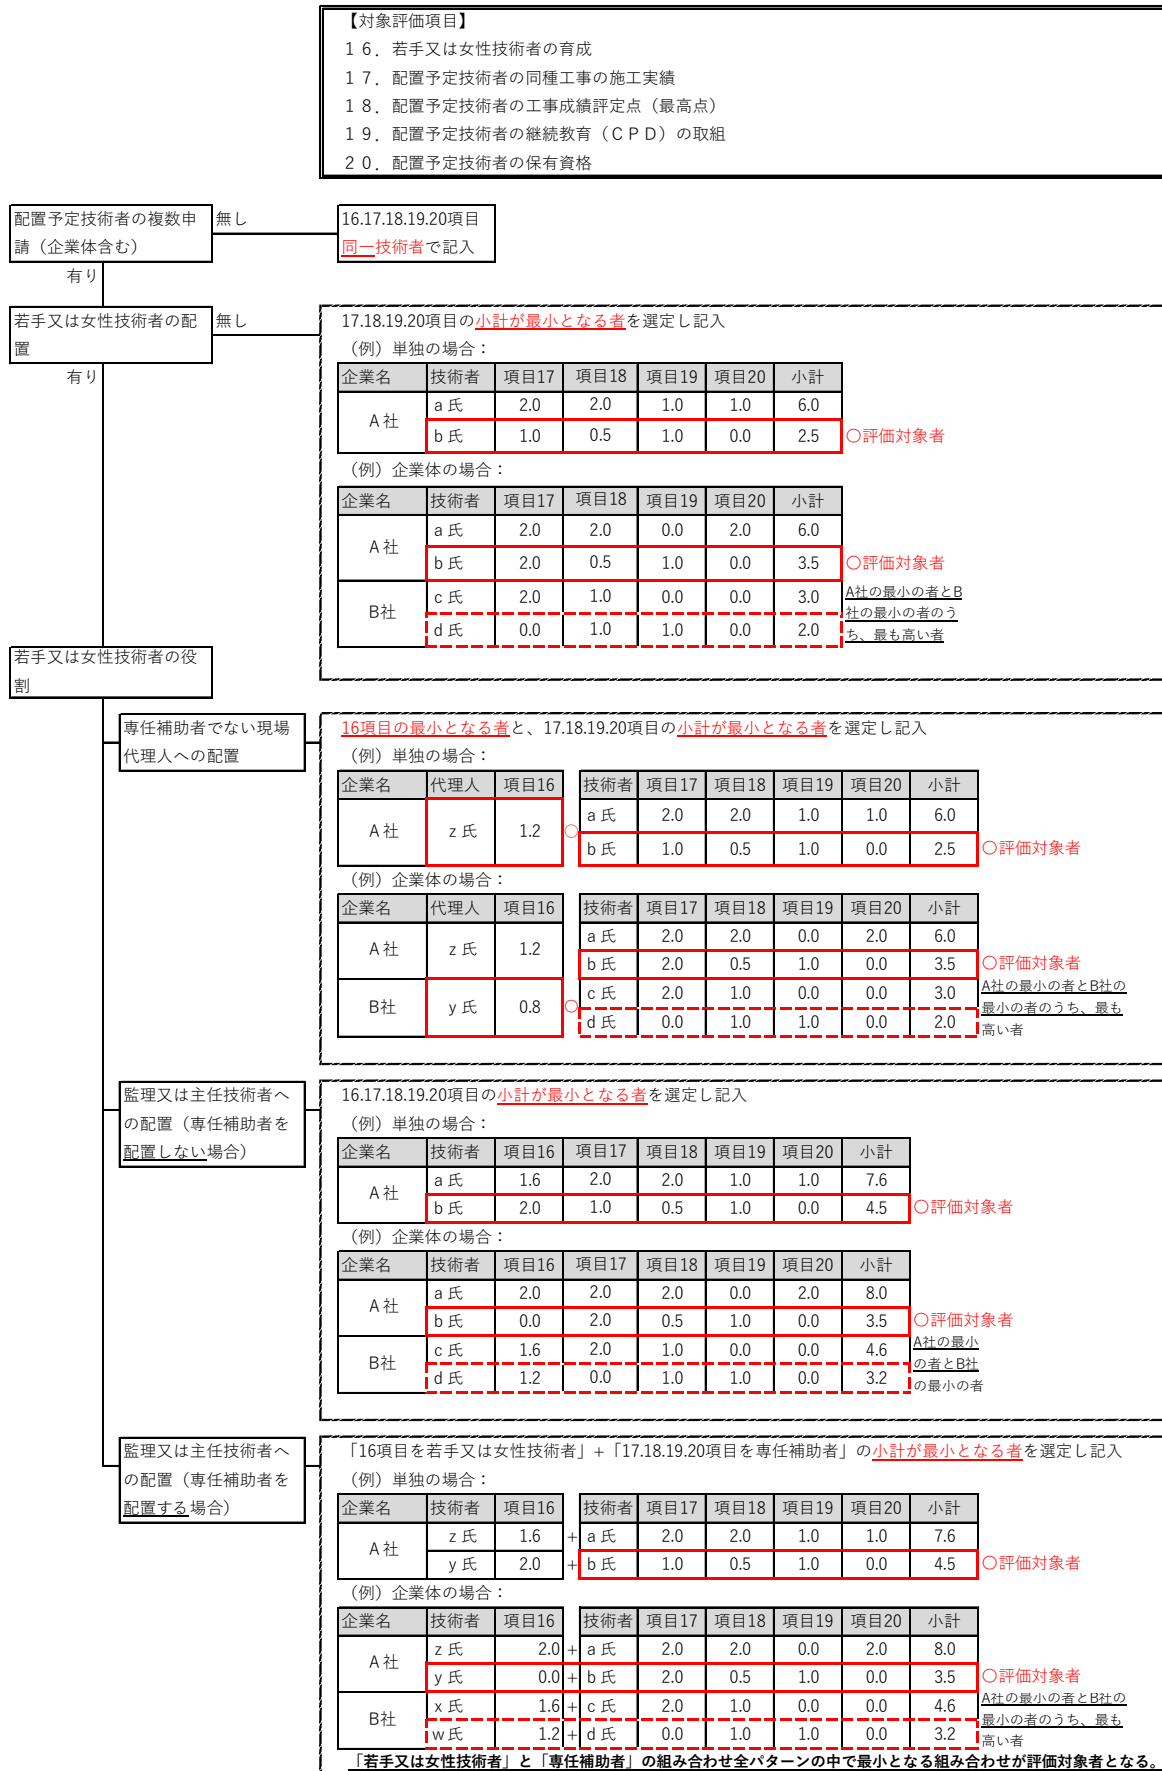 【対象評価項目】
１６．若手又は女性技術者の育成
１７．配置予定技術者の同種工事の施工実績
１８．配置予定技術者の工事成績評定点（最高点）
１９．配置予定技術者の継続教育（ＣＰＤ）の取組
２０．配置予定技術者の保有資格
配置予定技術者の複数申
請（企業体含む）
無し
16.17.18.19.20項目
同一技術者で記入
有り
若手又は女性技術者の配
置
無し
17.18.19.20項目の小計が最小となる者を選定し記入
（例）単独の場合：
企業名 技術者 項目17 項目18 項目19 項目20 小計
有り
A社
a 氏 2.0 2.0 1.0 1.0 6.0
b 氏 1.0 0.5 1.0 0.0 2.5 〇評価対象者
（例）企業体の場合：
企業名 技術者 項目17 項目18 項目19 項目20 小計
A社
a 氏 2.0 2.0 0.0 2.0 6.0
b 氏 2.0 0.5 1.0 0.0 3.5 〇評価対象者
B社
c 氏 2.0 1.0 0.0 0.0 3.0
d 氏 0.0 1.0 1.0 0.0 2.0
A社の最小の者とB
社の最小の者のう
ち、最も高い者
若手又は女性技術者の役
割
専任補助者でない現場
代理人への配置
16項目の最小となる者と、17.18.19.20項目の小計が最小となる者を選定し記入
（例）単独の場合：
企業名 代理人 項目16 技術者 項目17 項目18 項目19 項目20 小計
A社 z 氏 1.2 〇
a 氏 2.0 2.0 1.0 1.0 6.0
b 氏 1.0 0.5 1.0 0.0 2.5 〇評価対象者
（例）企業体の場合：
企業名 代理人 項目16 技術者 項目17 項目18 項目19 項目20 小計
A社 z 氏 1.2
a 氏 2.0 2.0 0.0 2.0 6.0
b 氏 2.0 0.5 1.0 0.0 3.5 〇評価対象者
B社 y 氏 0.8 〇
c 氏 2.0 1.0 0.0 0.0 3.0
d 氏 0.0 1.0 1.0 0.0 2.0
A社の最小の者とB社の
最小の者のうち、最も
高い者
監理又は主任技術者へ
の配置（専任補助者を
配置しない場合）
16.17.18.19.20項目の小計が最小となる者を選定し記入
（例）単独の場合：
企業名 技術者 項目16 項目17 項目18 項目19 項目20 小計
A社
a 氏 1.6 2.0 2.0 1.0 1.0 7.6
b 氏 2.0 1.0 0.5 1.0 0.0 4.5 〇評価対象者
（例）企業体の場合：
企業名 技術者 項目16 項目17 項目18 項目19 項目20 小計
A社
a 氏 2.0 2.0 2.0 0.0 2.0 8.0
b 氏 0.0 2.0 0.5 1.0 0.0 3.5 〇評価対象者
B社
c 氏 1.6 2.0 1.0 0.0 0.0 4.6
d 氏 1.2 0.0 1.0 1.0 0.0 3.2
A社の最小
の者とB社
の最小の者
監理又は主任技術者へ
の配置（専任補助者を
配置する場合）
「16項目を若手又は女性技術者」+「17.18.19.20項目を専任補助者」の小計が最小となる者を選定し記入
（例）単独の場合：
企業名 技術者 項目16 技術者 項目17 項目18 項目19 項目20 小計
A社
z 氏 1.6 + a 氏 2.0 2.0 1.0 1.0 7.6
y 氏 2.0 + b 氏 1.0 0.5 1.0 0.0 4.5 〇評価対象者
（例）企業体の場合：
企業名 技術者 項目16 技術者 項目17 項目18 項目19 項目20 小計
A社
z 氏 2.0 + a 氏 2.0 2.0 0.0 2.0 8.0
y 氏 0.0 + b 氏 2.0 0.5 1.0 0.0 3.5 〇評価対象者
B社
x 氏 1.6 + c 氏 2.0 1.0 0.0 0.0 4.6
w 氏 1.2 + d 氏 0.0 1.0 1.0 0.0 3.2
A社の最小の者とB社の
最小の者のうち、最も
高い者
「若手又は女性技術者」と「専任補助者」の組み合わせ全パターンの中で最小となる組み合わせが評価対象者となる。